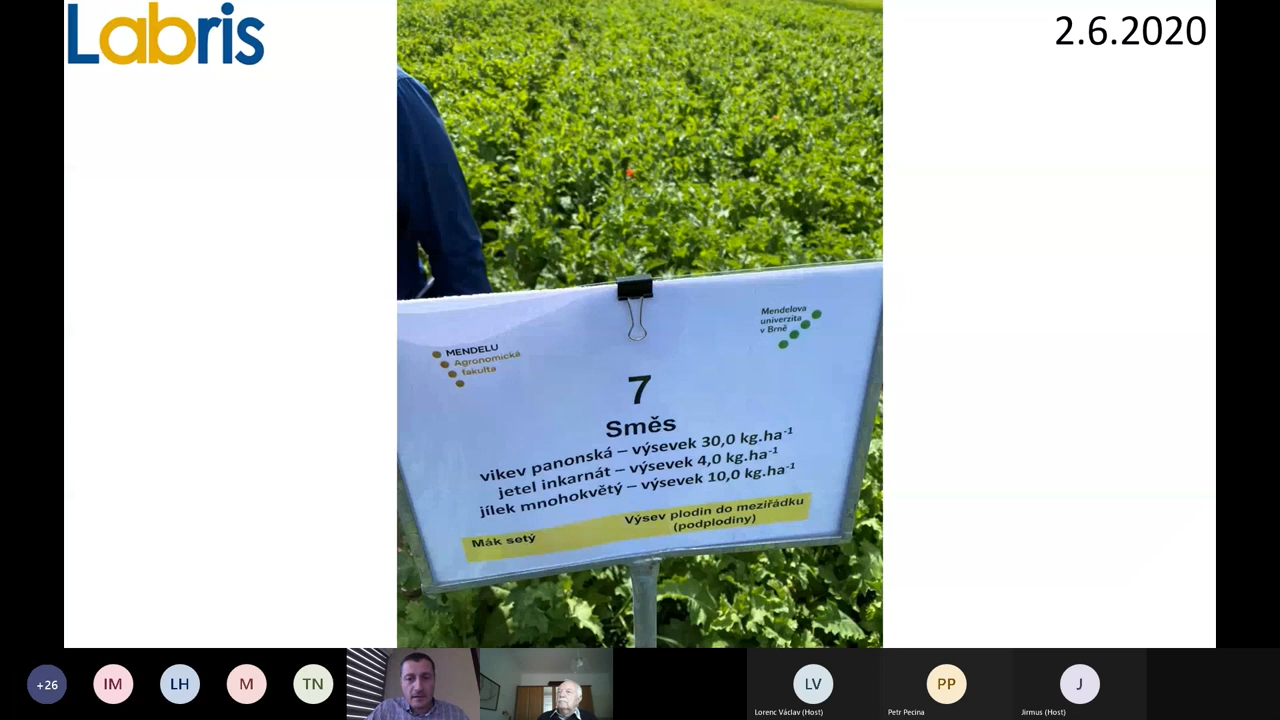 Labris
2.6.2020
MENDELU
Agronomická
fakulta
Mendelova
univerzita
v Brně
7
Směs
vikev panonská – výsevek 30,0 kg.ha⁻¹
jetel inkarnát – výsevek 4,0 kg.ha⁻¹
jílek mnohokvětý – výsevek 10,0 kg.ha⁻¹
Mák setý
Výsev plodin do meziřádku
(podplodiny)
+26
IM
LH
M
TN
LV
PP
J
Lorenc Václav (Host)
Petr Pecina
Jirmus (Host)